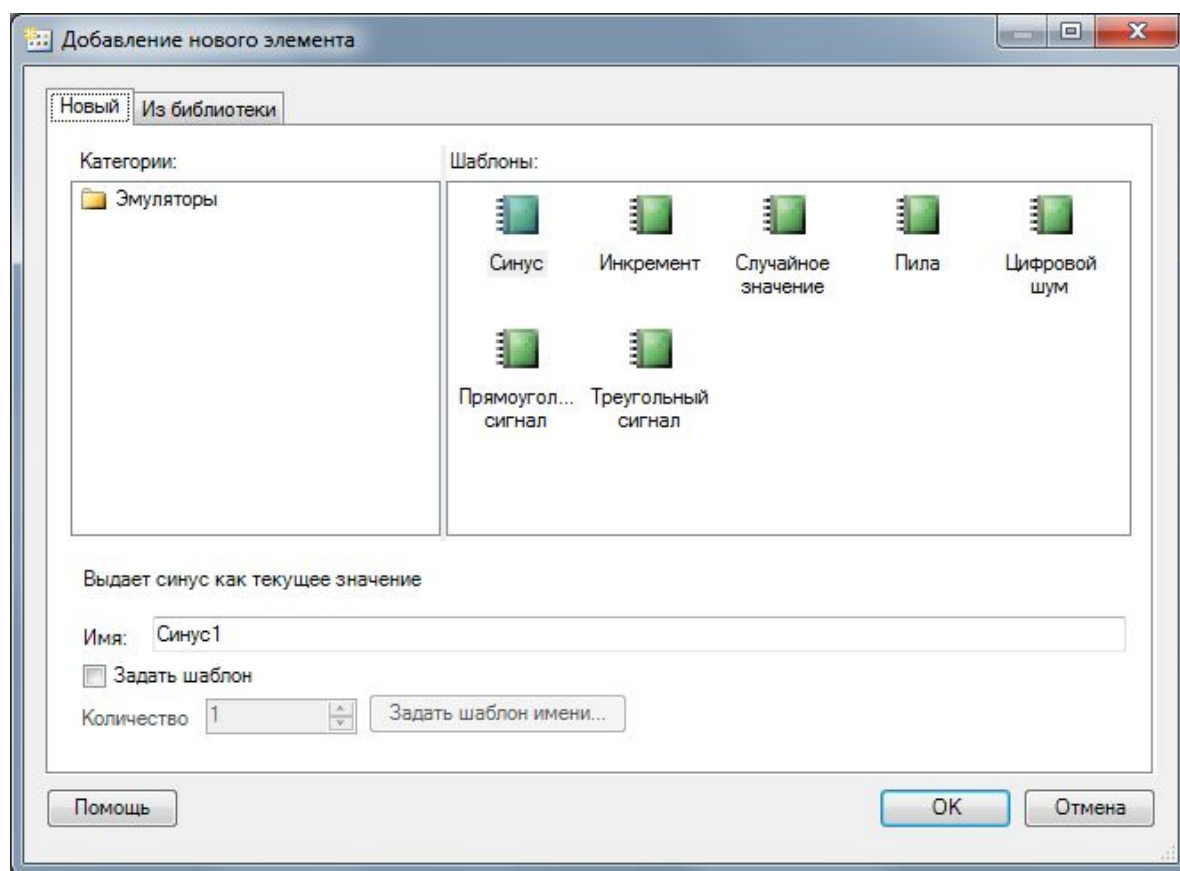 Добавление нового элемента
Новый
Из библиотеки
Категории:
Шаблоны:
Эмуляторы
Синус
Инкремент
Случайное
значение
Пила
Цифровой
шум
Прямоугол...
сигнал
Треугольный
сигнал
Выдает синус как текущее значение
Имя:
Синус1
Задать шаблон
Количество
1
Задать шаблон имени...
Помощь
OK
Отмена